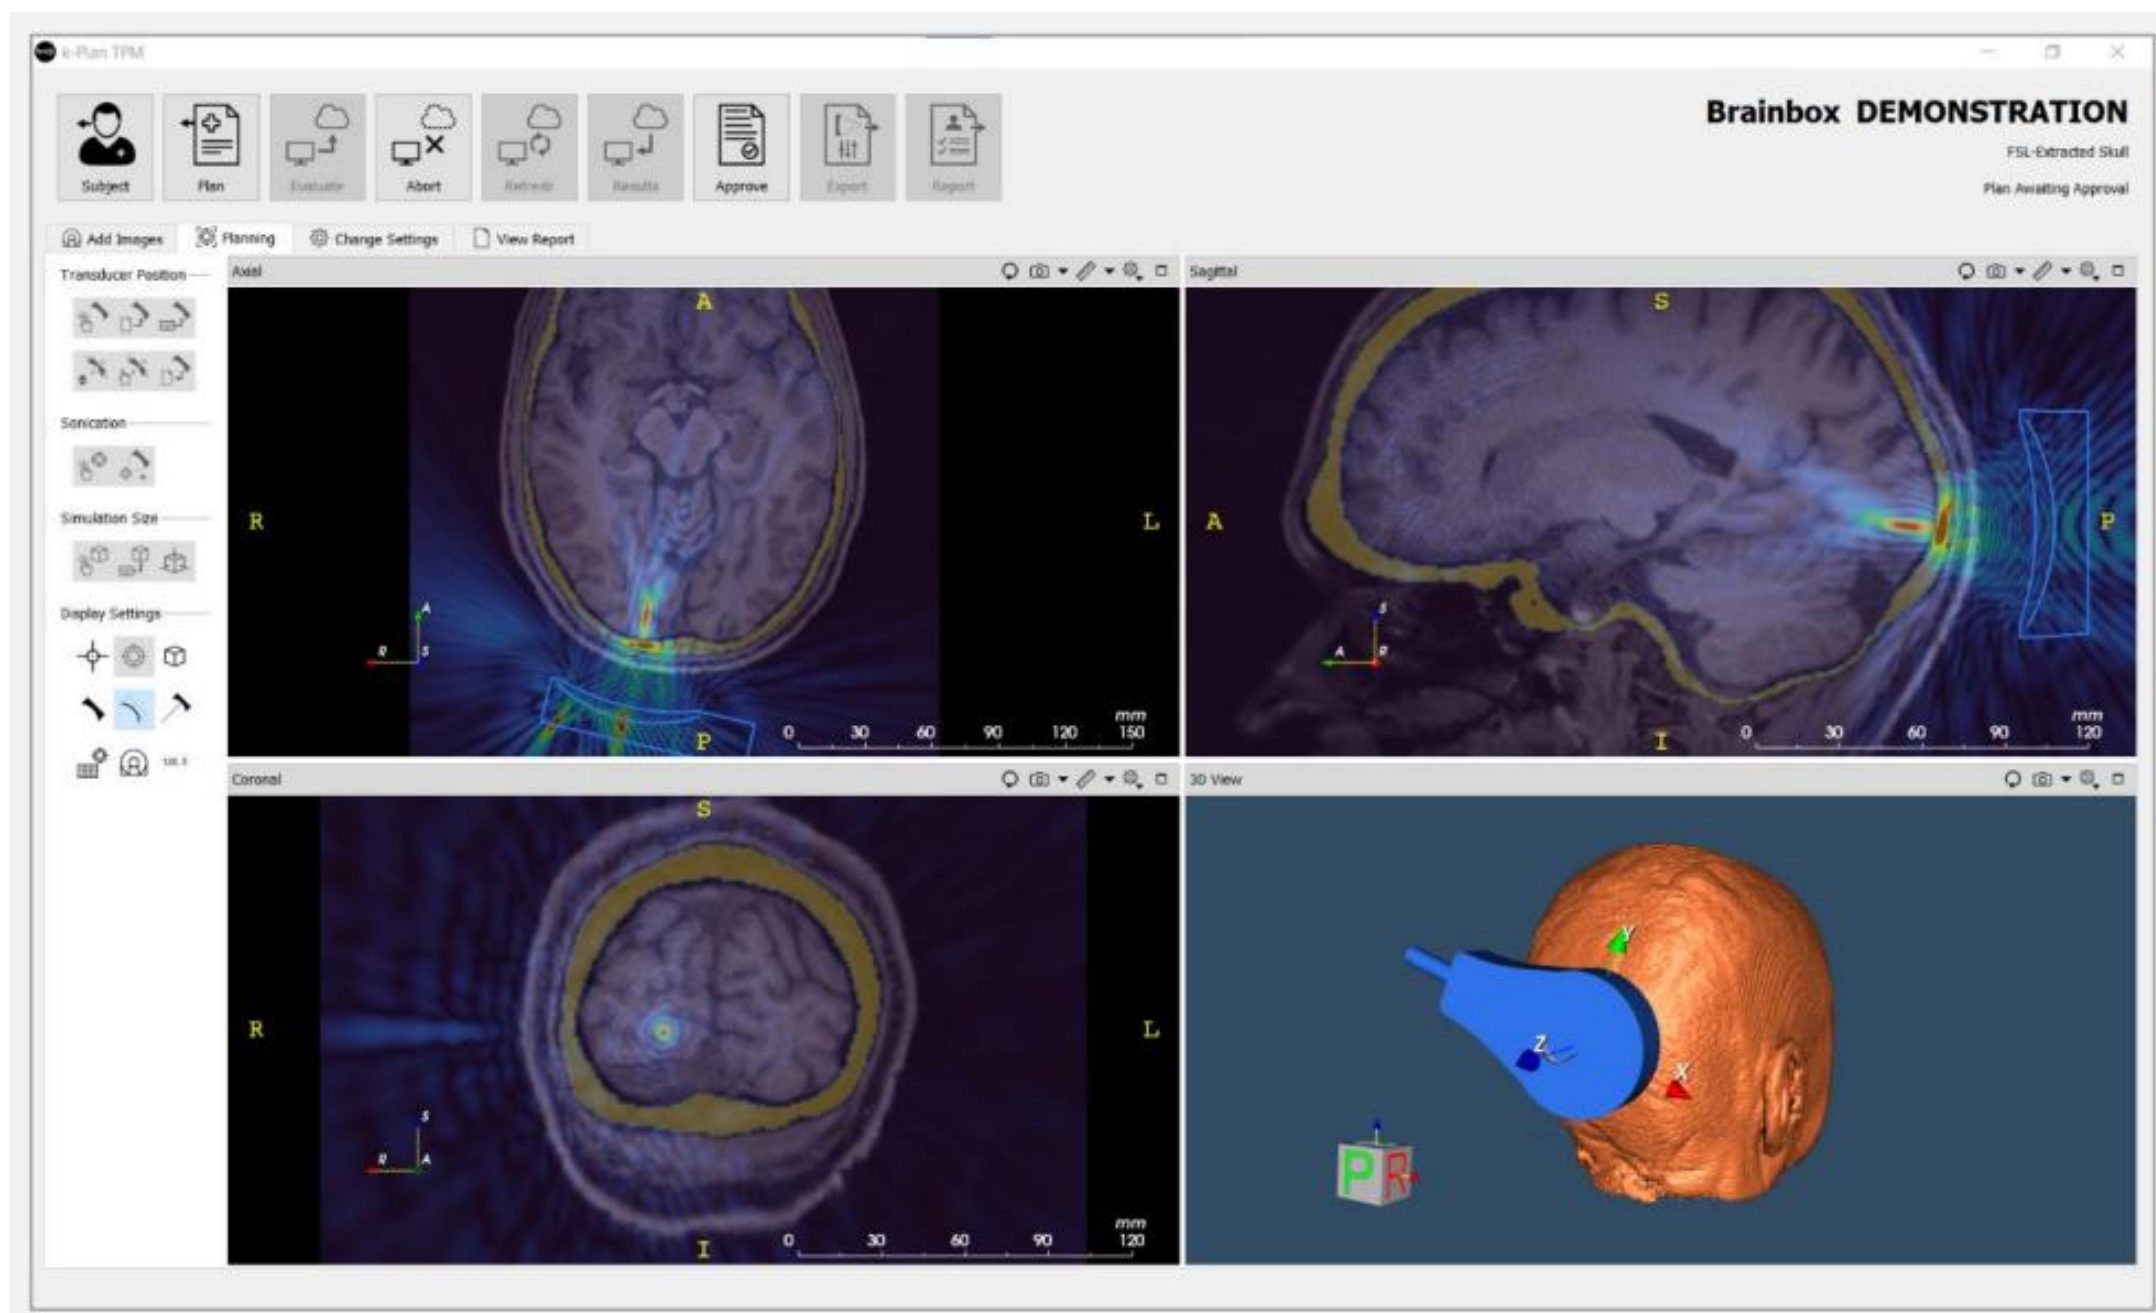 k-Plan TPM
Brainbox DEMONSTRATION
FSL-Extracted Skull
Plan Awaiting Approval
Subject
Plan
Evaluate
Abort
Refresh
Results
Approve
Export
Report
Add Images
Planning
Change Settings
View Report
Transducer Position
Sonication
Simulation Size
Display Settings
Axial
A
R
L
P
A
R
S
mm
0 30 60 90 120 150
Sagittal
S
A
P
I
S
A
R
mm
0 30 60 90 120
Coronal
S
R
L
I
S
R
A
mm
0 30 60 90 120
3D View
Y
Z
X
P
R